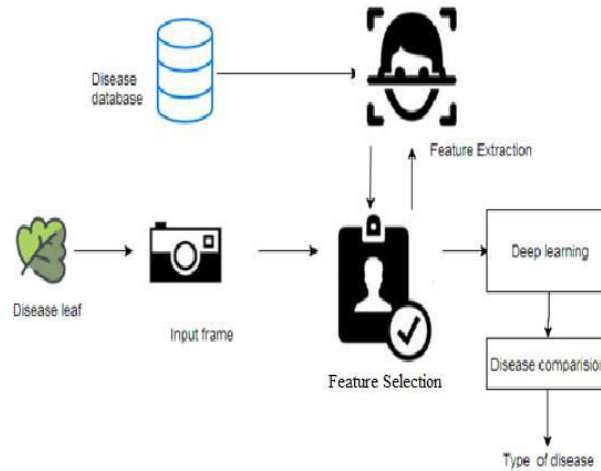 Disease
database
Feature Extraction
Deep learning
Disease leaf
Input frame
Feature Selection
Disease comparision
Type of disease